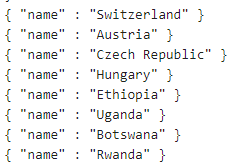 { "name" : "Switzerland" }
{ "name" : "Austria" }
{ "name" : "Czech Republic" }
{ "name" : "Hungary" }
{ "name" : "Ethiopia" }
{ "name" : "Uganda" }
{ "name" : "Botswana" }
{ "name" : "Rwanda" }